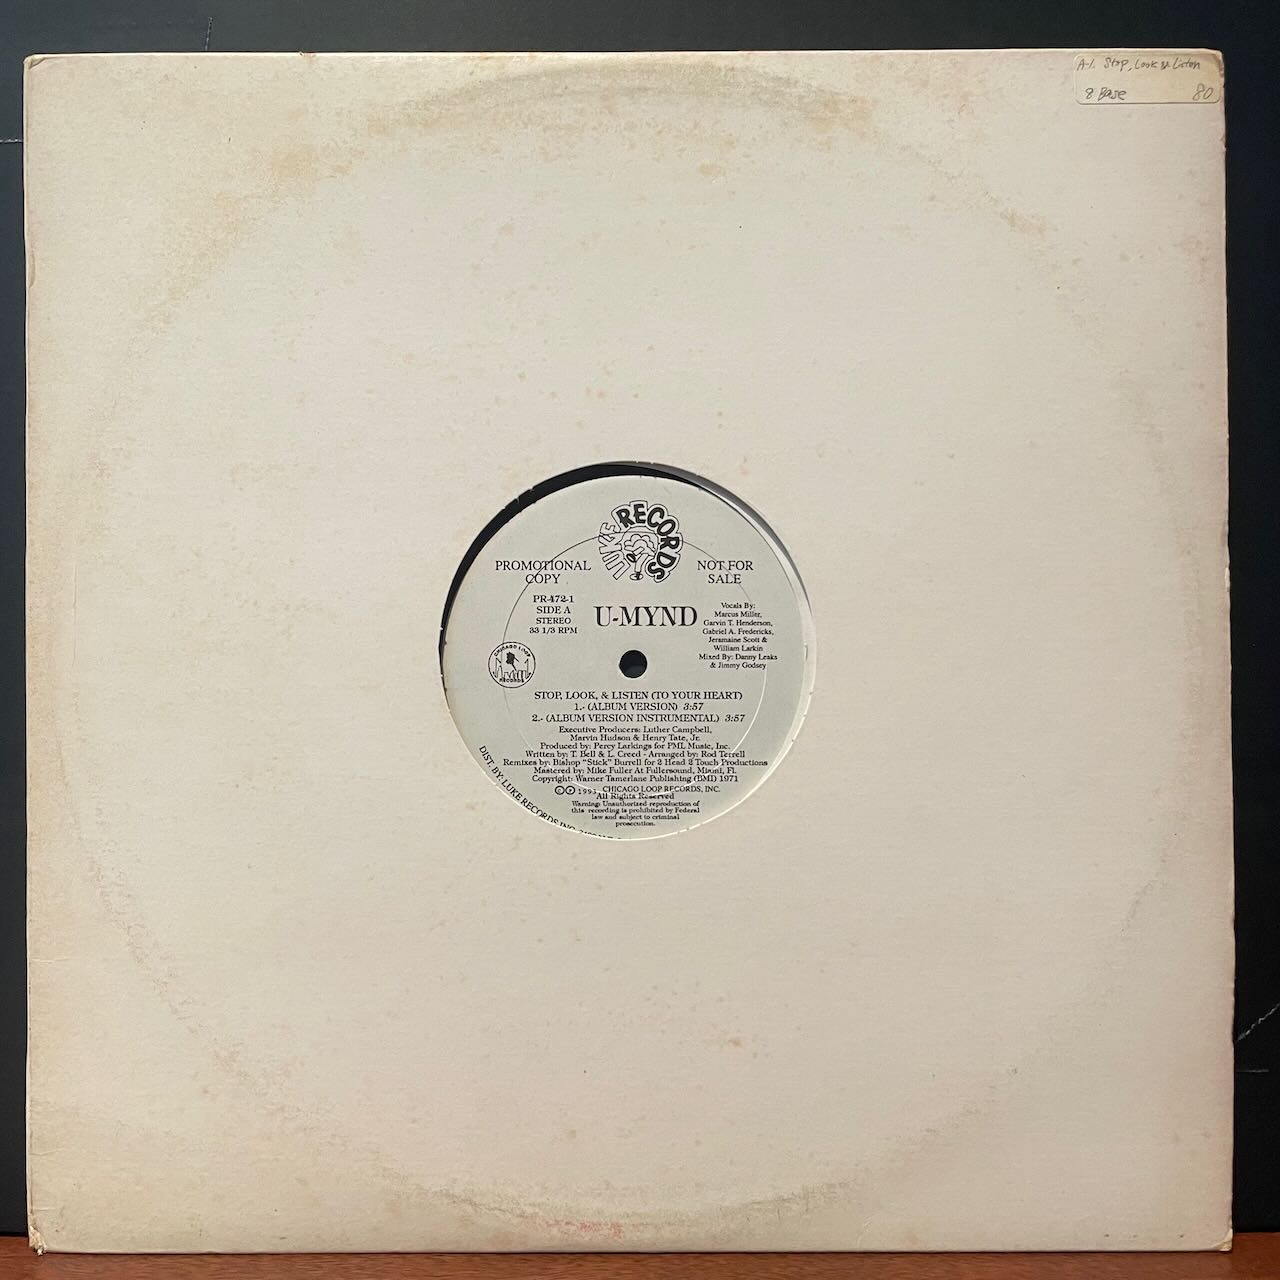 A-1. Stop, Look & Listen
8 Base 80
LUKE RECORDS
PROMOTIONAL COPY
NOT FOR SALE
PR-472-1
SIDE A
STEREO
33 1/3 RPM
U-MYND
Vocals By:
Marcus Miller,
Garvin T. Henderson,
Gabriel A. Fredericks,
Jeramaine Scott &
William Larkin
Mixed By: Danny Leaks
& Jimmy Godsey
CHICAGO LOOP
RECORDS
STOP, LOOK, & LISTEN (TO YOUR HEART)
1.- (ALBUM VERSION) 3:57
2.- (ALBUM VERSION INSTRUMENTAL) 3:57
Executive Producers: Luther Campbell,
Marvin Hudson & Henry Tate, Jr.
Produced by: Percy Larkings for PML Music, Inc.
Written by: T. Bell & L. Creed - Arranged by: Rod Terrell
Remixes by: Bishop "Stick" Burrell for 2 Head 2 Touch Productions
Mastered by: Mike Fuller At Fullersound, Miami, Fl.
Copyright: Warner Tamerlane Publishing (BMI) 1971
©℗ 1993, CHICAGO LOOP RECORDS, INC.
All Rights Reserved
Warning: Unauthorized reproduction of
this recording is prohibited by Federal
law and subject to criminal
prosecution.
DIST. BY: LUKE RECORDS INC.